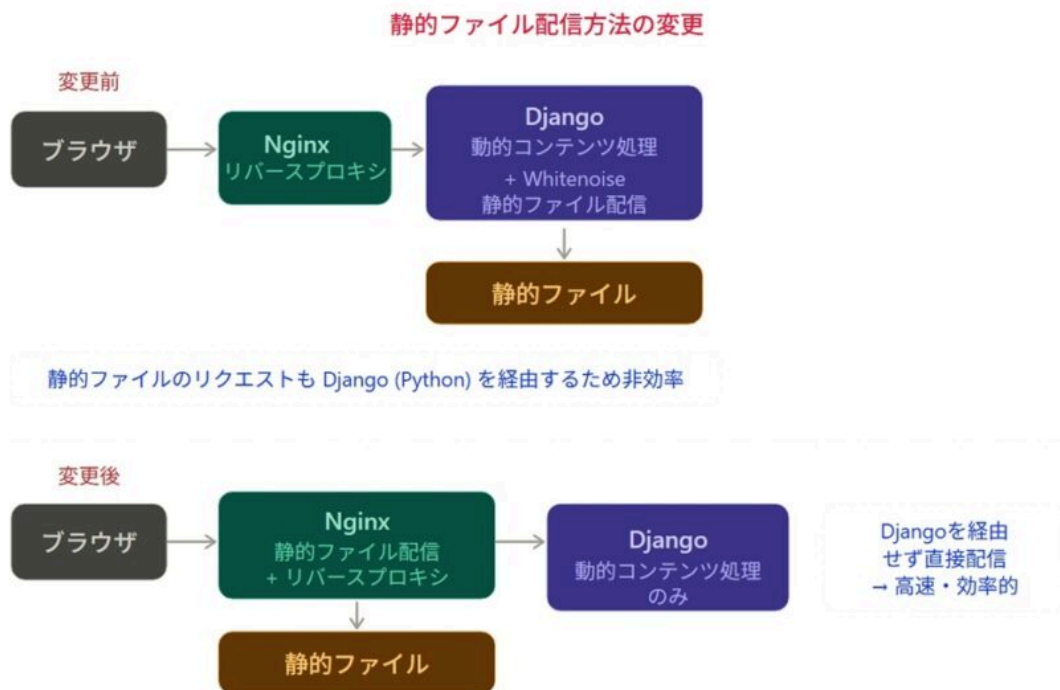 静的ファイル配信方法の変更
変更前
ブラウザ
Nginx
リバースプロキシ
Django
動的コンテンツ処理
+ Whitenoise
静的ファイル配信
静的ファイル
静的ファイルのリクエストも Django (Python) を経由するため非効率
変更後
ブラウザ
Nginx
静的ファイル配信
+ リバースプロキシ
静的ファイル
Django
動的コンテンツ処理
のみ
Djangoを経由
せず直接配信
→ 高速・効率的